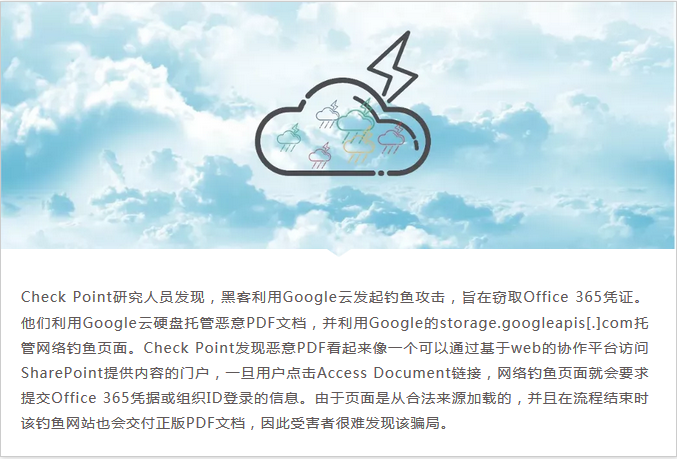 Check Point研究人员发现，黑客利用Google云发起钓鱼攻击，旨在窃取Office 365凭证。
他们利用Google云硬盘托管恶意PDF文档，并利用Google的storage.googleapis[.]com托
管网络钓鱼页面。Check Point发现恶意PDF看起来像一个可以通过基于web的协作平台访问
SharePoint提供内容的门户，一旦用户点击Access Document链接，网络钓鱼页面就会要求
提交Office 365凭据或组织ID登录的信息。由于页面是从合法来源加载的，并且在流程结束时
该钓鱼网站也会交付正版PDF文档，因此受害者很难发现该骗局。